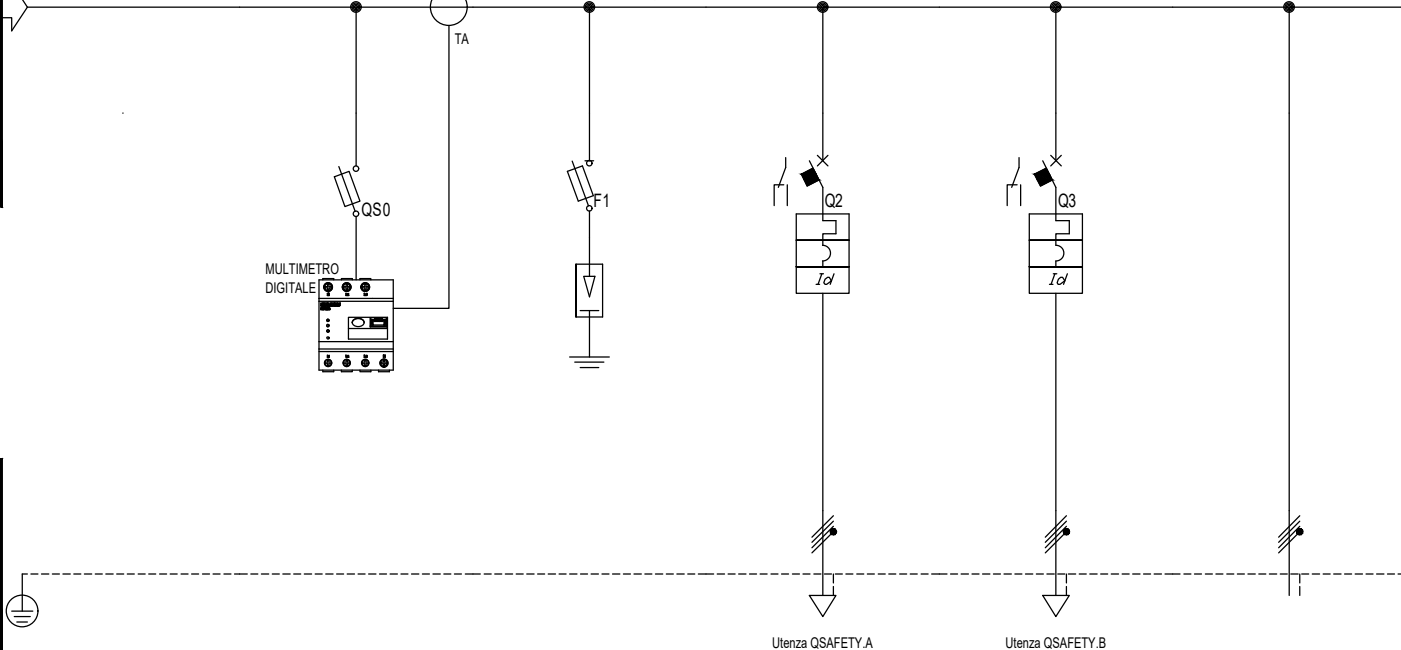 TA
QS0
F1
Q2
Q3
MULTIMETRO
DIGITALE
Id
Id
Utenza QSAFETY.A
Utenza QSAFETY.B